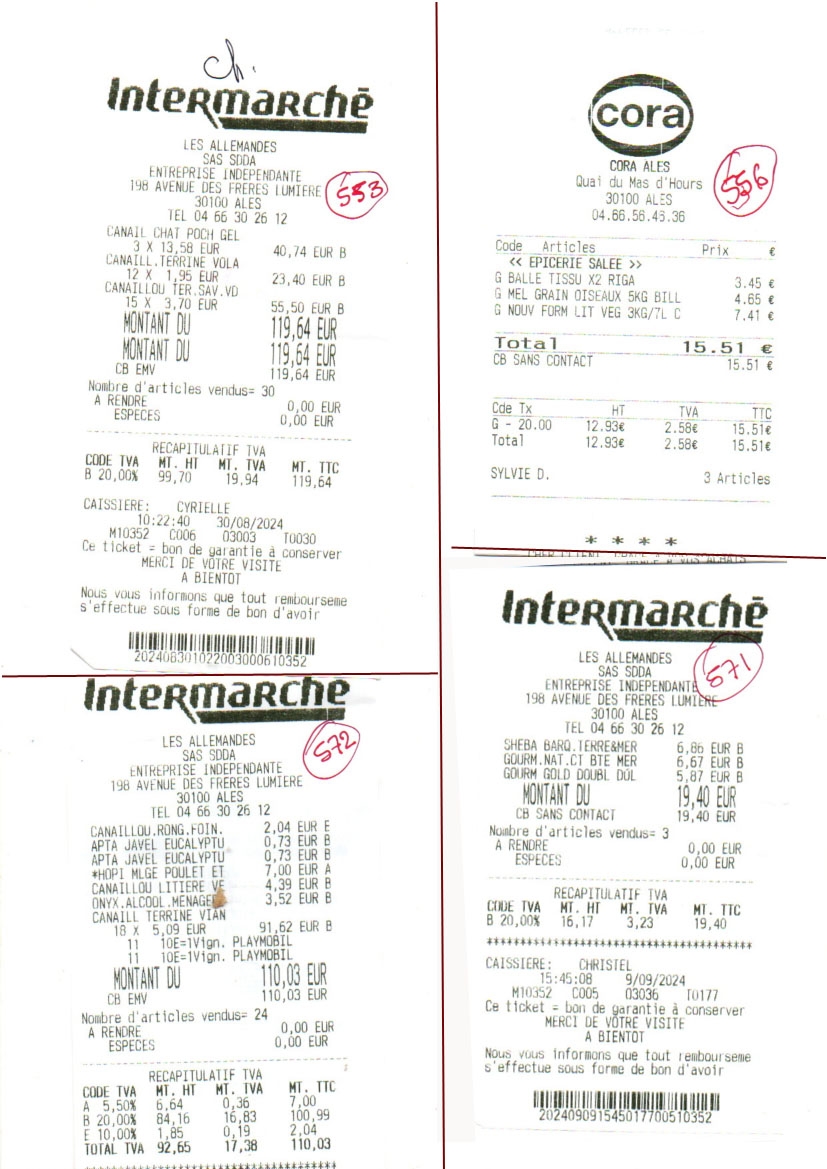 ch.
Intermarchē
LES ALLEMANDES
SAS SDDA
ENTREPRISE INDEPENDANTE
198 AVENUE DES FRERES LUMIERE
553
30100 ALES
TEL 04 66 30 26 12
CANAIL CHAT POCH GEL
3 X 13,58 EUR 40,74 EUR B
CANAILL.TERRINE VOLA
12 X 1,95 EUR 23,40 EUR B
CANAILLOU TER.SAV.VD
15 X 3,70 EUR 55,50 EUR B
MONTANT DU 119,64 EUR
MONTANT DU 119,64 EUR
CB EMV 119,64 EUR
Nombre d'articles vendus= 30
A RENDRE 0,00 EUR
ESPECES 0,00 EUR
RECAPITULATIF TVA
CODE TVA MT. HT MT. TVA MT. TTC
B 20,00% 99,70 19,94 119,64
CAISSIERE: CYRIELLE
10:22:40 30/08/2024
M10352 C006 03003 T0030
Ce ticket = bon de garantie à conserver
MERCI DE VOTRE VISITE
A BIENTOT
Nous vous informons que tout rembourseme
s'effectue sous forme de bon d'avoir
20240830102200300061‌0352
cora
CORA ALES
Quai du Mas d'Hours
30100 ALES
04.66.56.46.36
556
Code Articles Prix €
<< EPICERIE SALEE >>
G BALLE TISSU X2 RIGA 3.45 €
G MEL GRAIN OISEAUX 5KG BILL 4.65 €
G NOUV FORM LIT VEG 3KG/7L C 7.41 €
Total 15.51 €
CB SANS CONTACT 15.51 €
Cde Tx HT TVA TTC
G - 20.00 12.93€ 2.58€ 15.51€
Total 12.93€ 2.58€ 15.51€
SYLVIE D. 3 Articles
* * * *
Intermarchē
LES ALLEMANDES
SAS SDDA
ENTREPRISE INDEPENDANTE
198 AVENUE DES FRERES LUMIERE
572
30100 ALES
TEL 04 66 30 26 12
CANAILLOU.RONG.FOIN. 2,04 EUR E
APTA JAVEL EUCALYPTU 0,73 EUR B
APTA JAVEL EUCALYPTU 0,73 EUR B
*HOPI MLGE POULET ET 7,00 EUR A
CANAILLOU LITIERE VE 4,39 EUR B
ONYX.ALCOOL.MENAGE 3,52 EUR B
CANAILL TERRINE VIAN
18 X 5,09 EUR 91,62 EUR B
11 10E=1Vign. PLAYMOBIL
11 10E=1Vign. PLAYMOBIL
MONTANT DU 110,03 EUR
CB EMV 110,03 EUR
Nombre d'articles vendus= 24
A RENDRE 0,00 EUR
ESPECES 0,00 EUR
RECAPITULATIF TVA
CODE TVA MT. HT MT. TVA MT. TTC
A 5,50% 6,64 0,36 7,00
B 20,00% 84,16 16,83 100,99
E 10,00% 1,85 0,19 2,04
TOTAL TVA 92,65 17,38 110,03
Intermarchē
LES ALLEMANDES
SAS SDDA
ENTREPRISE INDEPENDANTE
571
198 AVENUE DES FRERES LUMIERE
30100 ALES
TEL 04 66 30 26 12
SHEBA BARQ.TERRE&MER 6,86 EUR B
GOURM.NAT.CT BTE MER 6,67 EUR B
GOURM GOLD DOUBL DOL 5,87 EUR B
MONTANT DU 19,40 EUR
CB SANS CONTACT 19,40 EUR
Nombre d'articles vendus= 3
A RENDRE 0,00 EUR
ESPECES 0,00 EUR
RECAPITULATIF TVA
CODE TVA MT. HT MT. TVA MT. TTC
B 20,00% 16,17 3,23 19,40
****************************************
CAISSIERE: CHRISTEL
15:45:08 9/09/2024
M10352 C005 03036 T0177
Ce ticket = bon de garantie à conserver
MERCI DE VOTRE VISITE
A BIENTOT
Nous vous informons que tout rembourseme
s'effectue sous forme de bon d'avoir
20240909154501770051‌0352